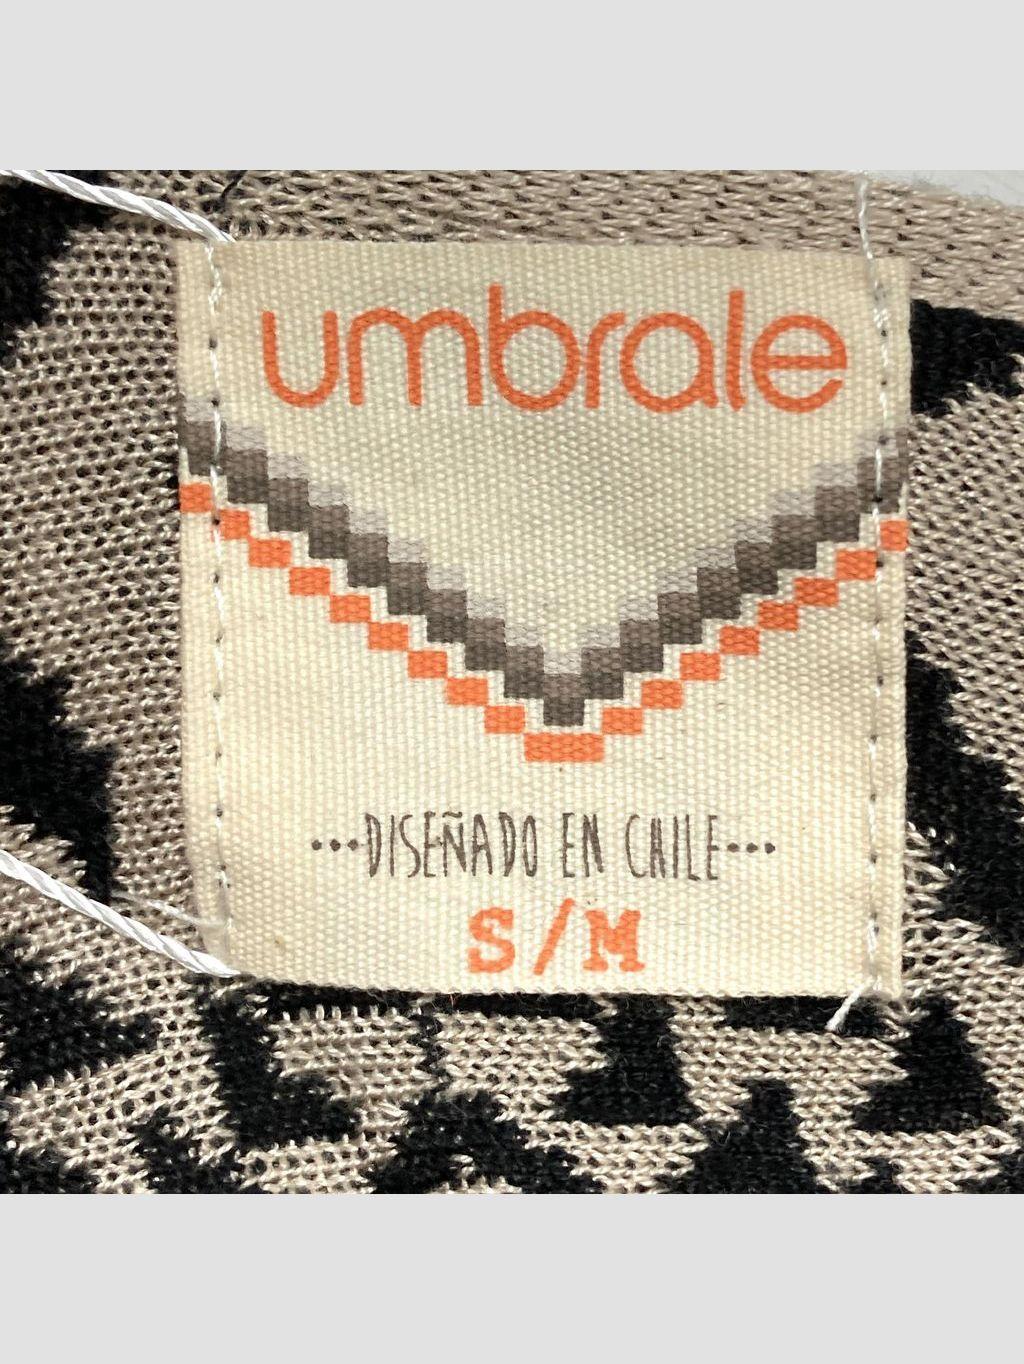 umbrale
•••DISEÑADO EN CHILE•••
S/M